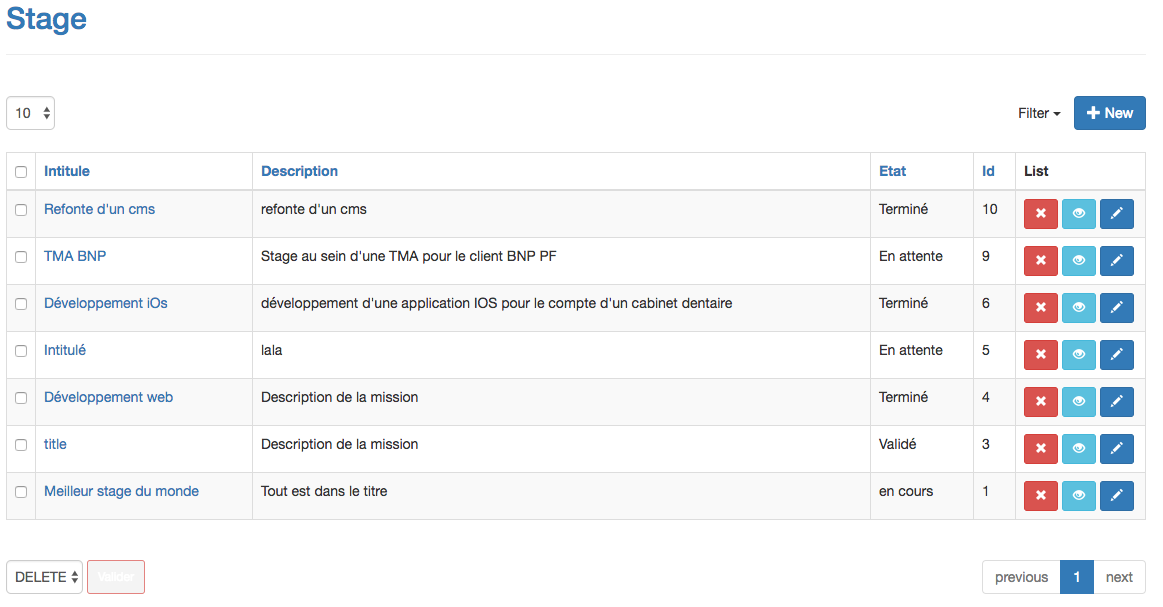 Stage
10
Filter
New
Intitule Description Etat Id List
Refonte d'un cms refonte d'un cms Terminé 10
TMA BNP Stage au sein d'une TMA pour le client BNP PF En attente 9
Développement iOs développement d'une application IOS pour le compte d'un cabinet dentaire Terminé 6
Intitulé lala En attente 5
Développement web Description de la mission Terminé 4
title Description de la mission Validé 3
Meilleur stage du monde Tout est dans le titre en cours 1
DELETE Valider previous 1 next